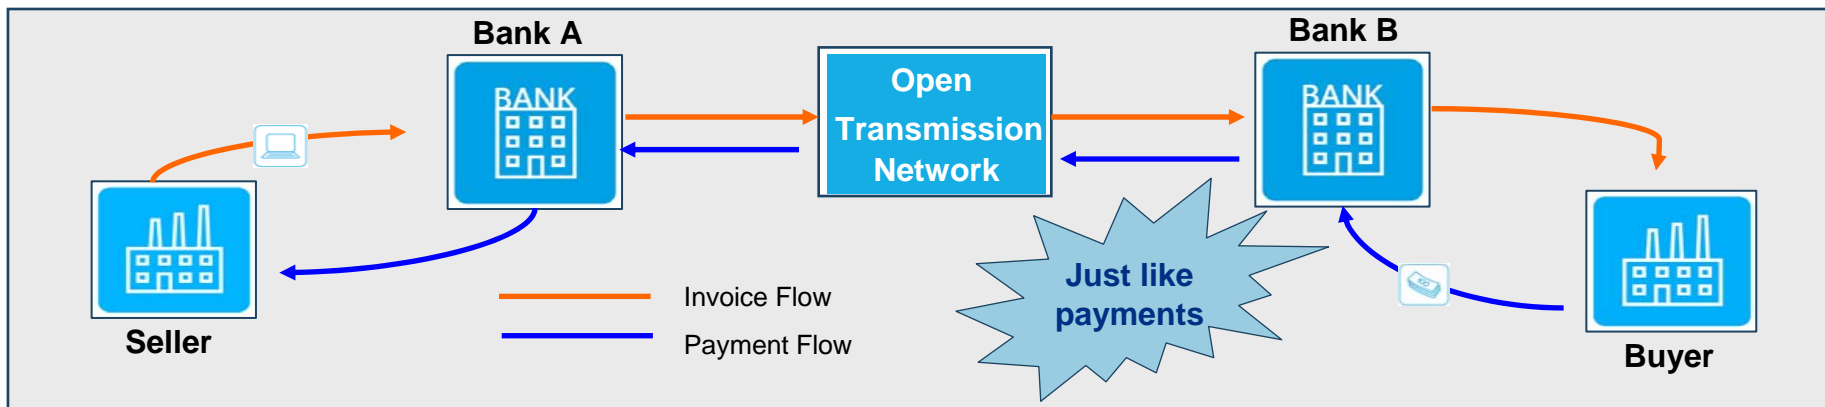 Bank A
Bank B
BANK
Open
Transmission
Network
BANK
Just like
payments
Invoice Flow
Payment Flow
Seller
Buyer